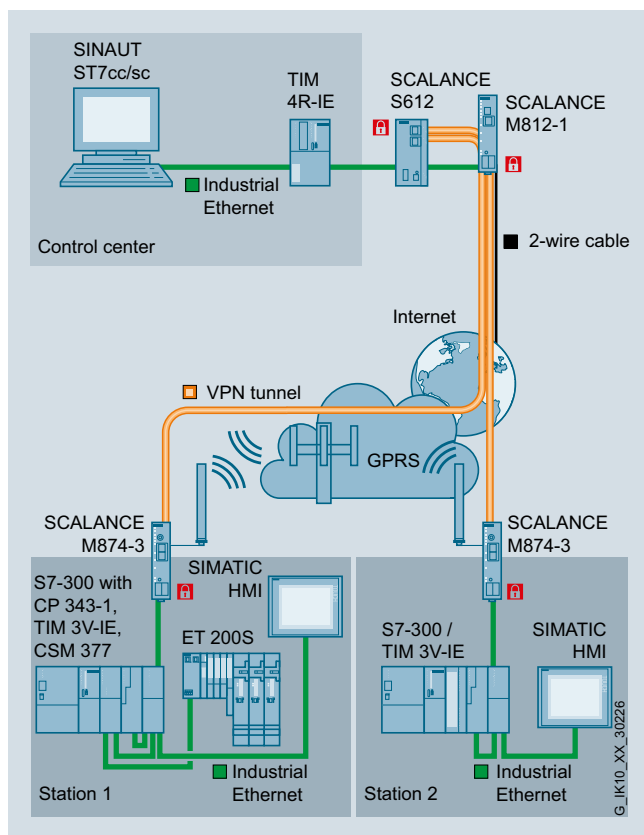 SINAUT
ST7cc/sc
TIM
4R-IE
SCALANCE
S612
SCALANCE
M812-1
Industrial
Ethernet
Control center
2-wire cable
Internet
VPN tunnel
GPRS
SCALANCE
M874-3
SCALANCE
M874-3
S7-300 with
CP 343-1,
TIM 3V-IE,
CSM 377
SIMATIC
HMI
ET 200S
S7-300 /
TIM 3V-IE
SIMATIC
HMI
Station 1
Industrial
Ethernet
Station 2
Industrial
Ethernet
G_IK10_XX_30226